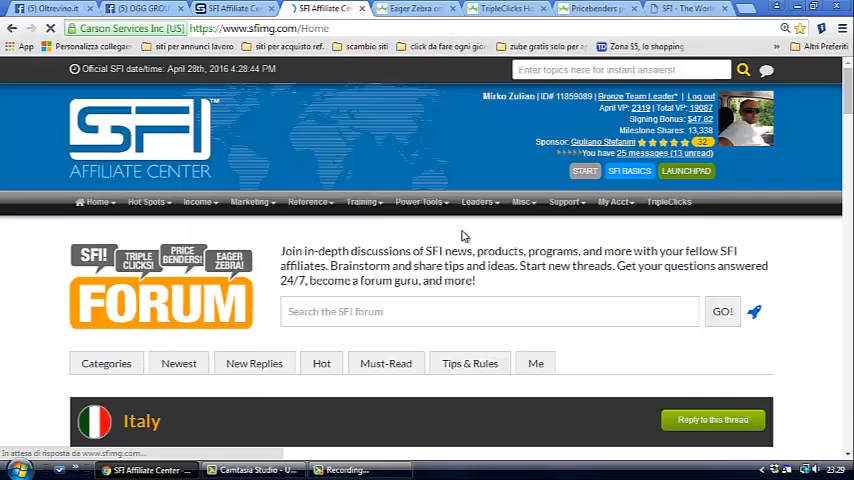 Oltrevino.it
OGG GROU
SFI Affiliate Cente
SFI Affiliate Cente
Eager Zebra on
TripleClicks Ho
Pricebenders p
SFI - The World
Carson Services Inc [US]
https://www.sfimg.com/Home
App
Personalizza collegam
siti per annunci lavoro
siti per acquisto ref.
scambio siti
click da fare ogni gior
zube gratis solo per
Zona $5, lo shopping
Altri Preferiti
Official SFI date/time: April 28th, 2016 4:28:44 PM
Enter topics here for instant answers!
Mirko Zulian | ID# 11859089 | Bronze Team Leader* | Log out
April VP: 2319 | Total VP: 19087
Signing Bonus: $47.82
Milestone Shares: 13,338
Sponsor: Giuliano Stefanini 32
You have 25 messages (13 unread)
START SFI BASICS LAUNCHPAD
SFI™
AFFILIATE CENTER
Home Hot Spots Income Marketing Reference Training Power Tools Leaders Misc Support My Acct TripleClicks
SFI! TRIPLE CLICKS! PRICE BENDERS! EAGER ZEBRA!
FORUM
Join in-depth discussions of SFI news, products, programs, and more with your fellow SFI
affiliates. Brainstorm and share tips and ideas. Start new threads. Get your questions answered
24/7, become a forum guru, and more!
Search the SFI forum
GO!
Categories Newest New Replies Hot Must-Read Tips & Rules Me
Italy
Reply to this thread
In attesa di risposta da www.sfimg.com...
SFI Affiliate Center -...
Camtasia Studio - U...
Recording...
23.29